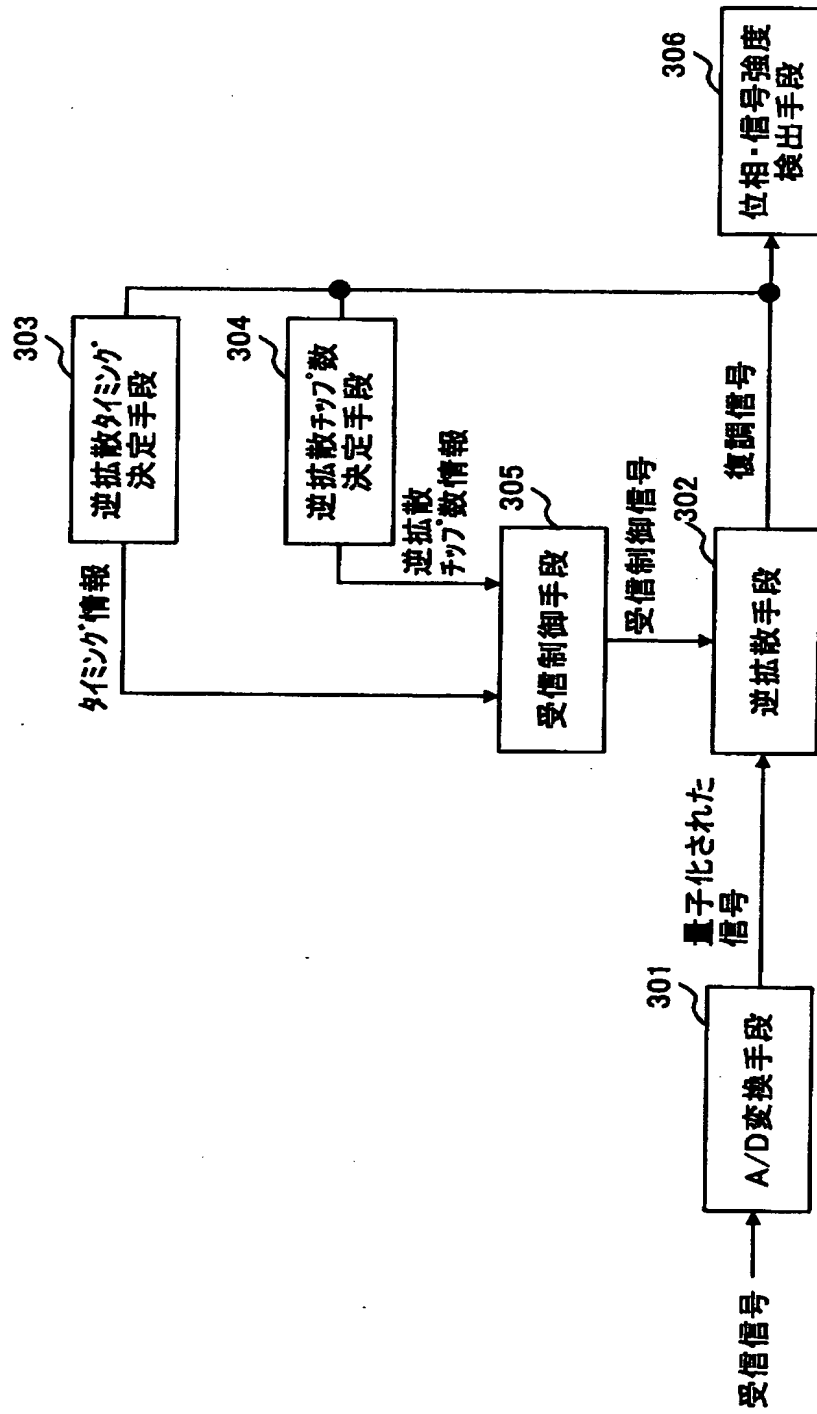 303
逆拡散タイミング
決定手段
タイミング情報
304
逆拡散チップ数
決定手段
逆拡散
チップ数情報
305
受信制御手段
受信制御信号
306
位相・信号強度
検出手段
復調信号
302
逆拡散手段
量子化された
信号
301
A/D変換手段
受信信号